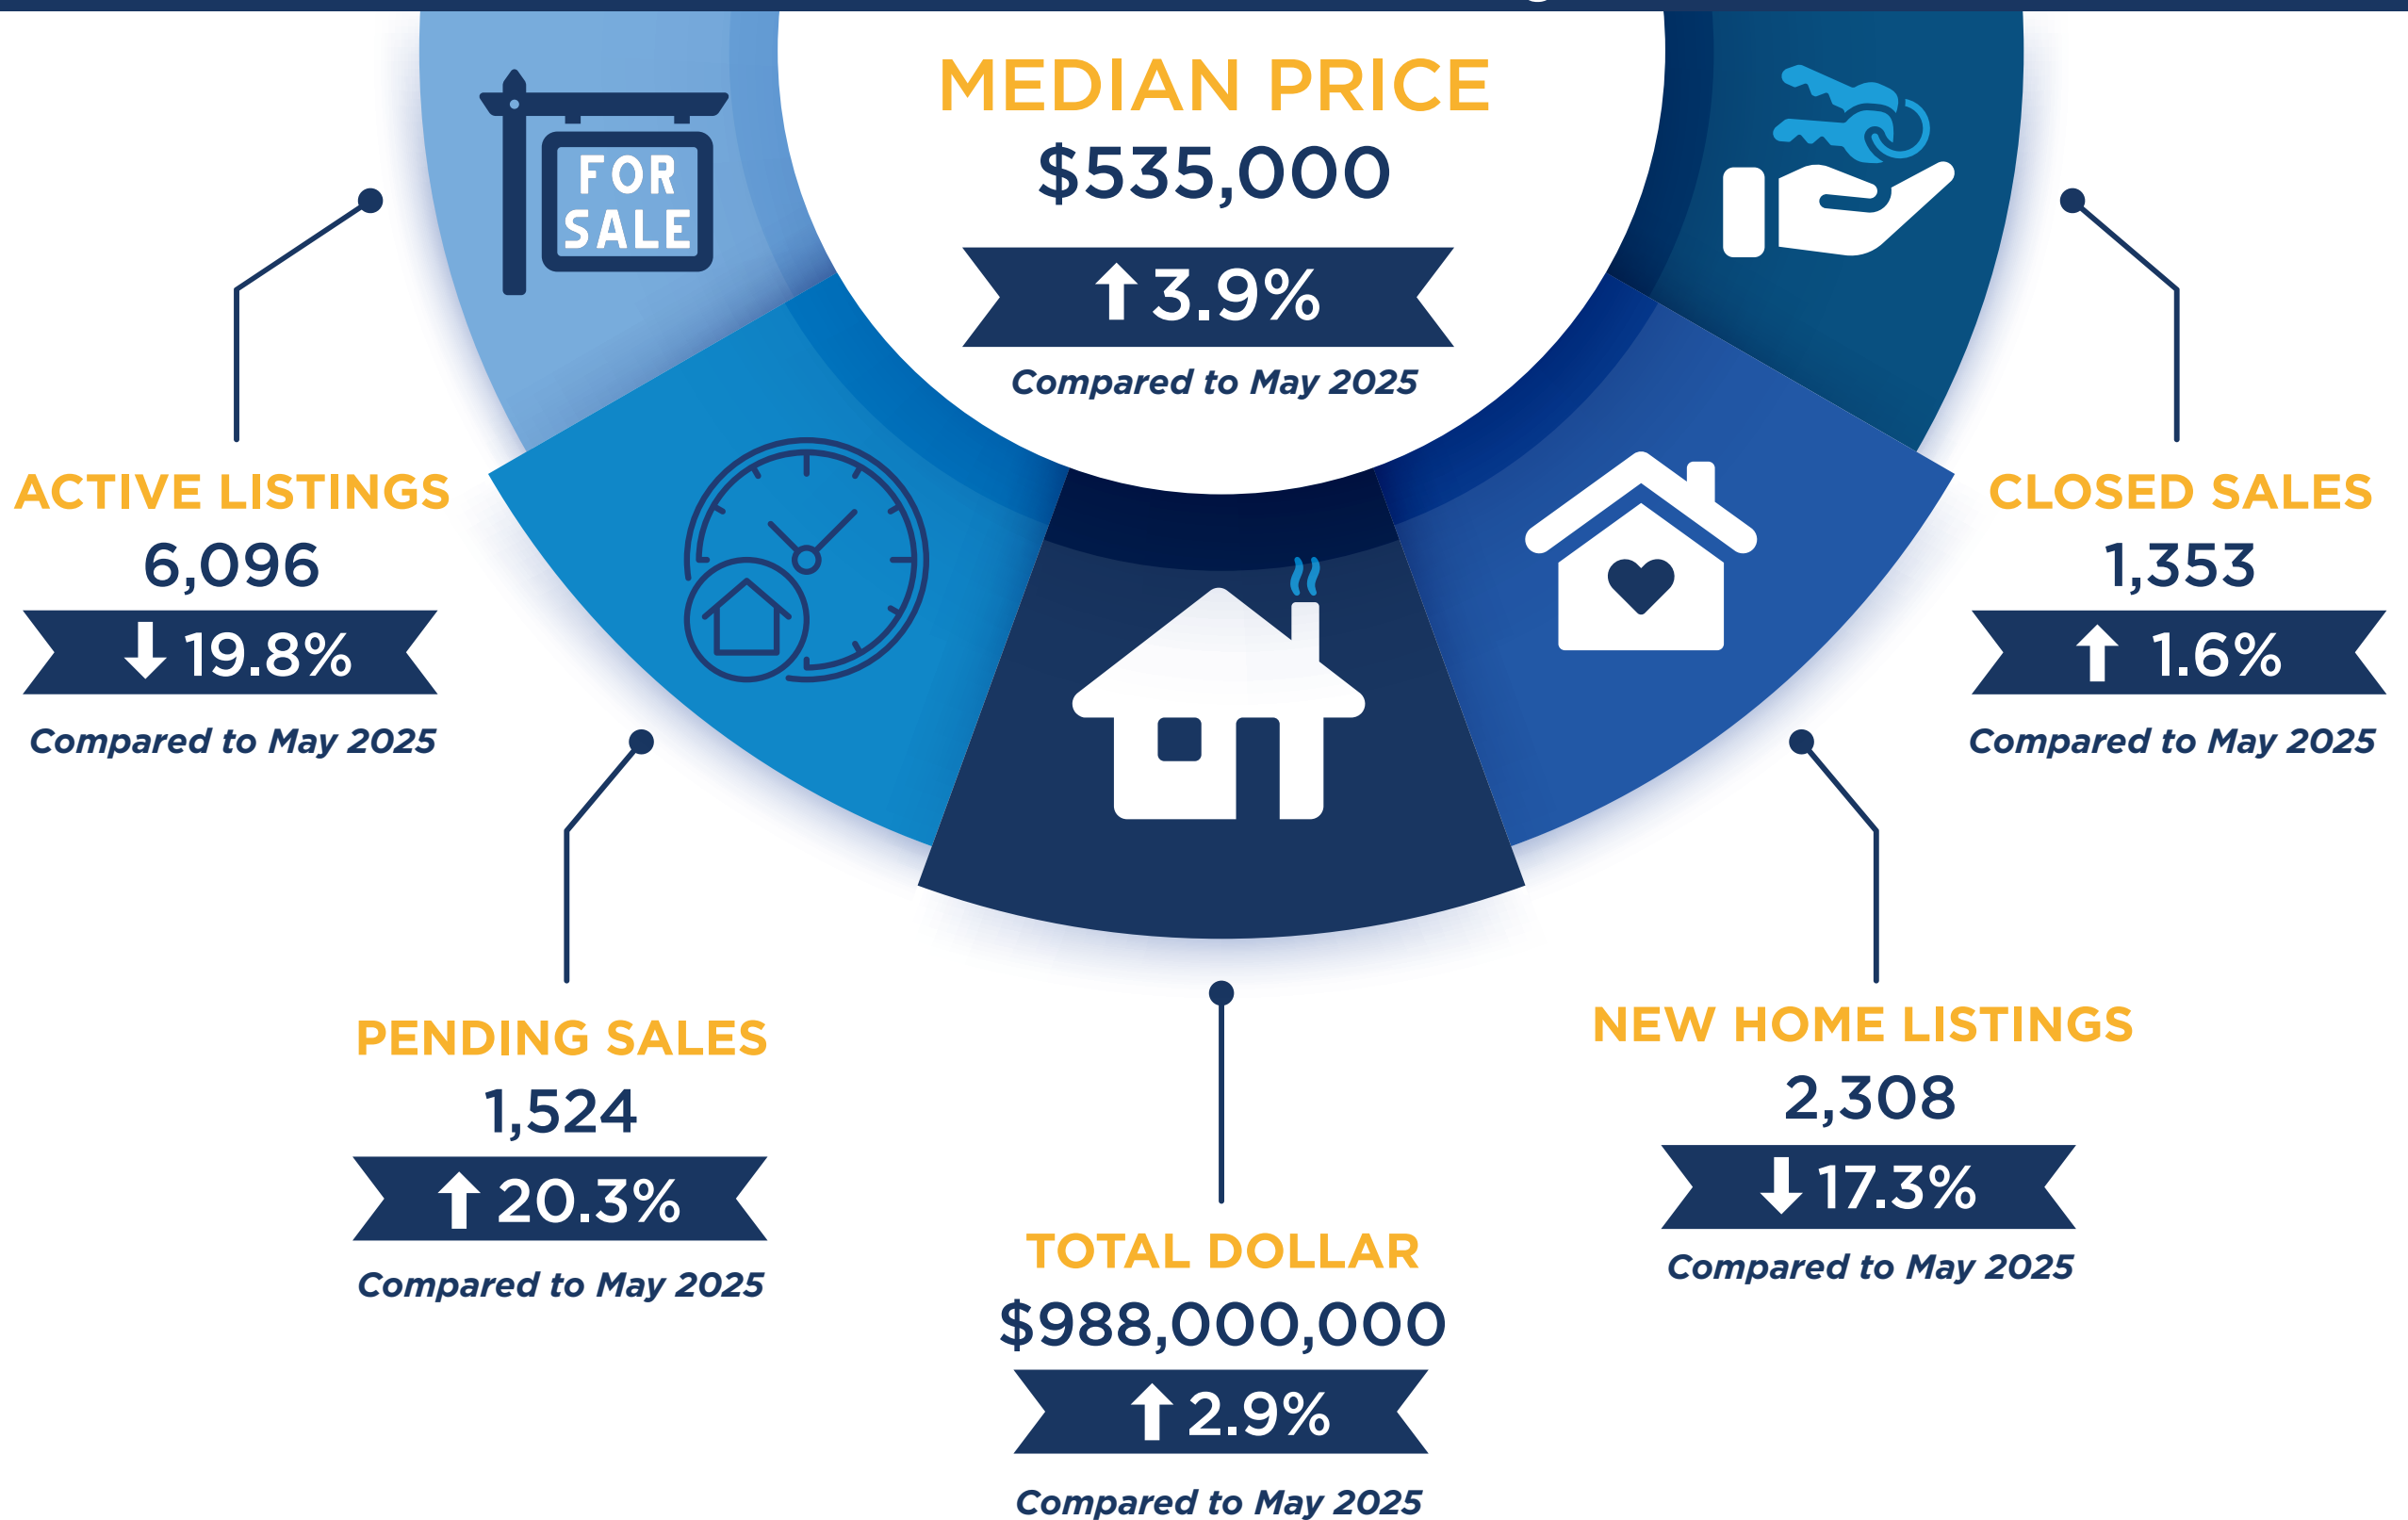 MEDIAN PRICE
$535,000
↑ 3.9%
Compared to May 2025
FOR
SALE
ACTIVE LISTINGS
6,096
↓ 19.8%
Compared to May 2025
CLOSED SALES
1,353
↑ 1.6%
Compared to May 2025
PENDING SALES
1,524
↑ 20.3%
Compared to May 2025
NEW HOME LISTINGS
2,308
↓ 17.3%
Compared to May 2025
TOTAL DOLLAR
$988,000,000
↑ 2.9%
Compared to May 2025